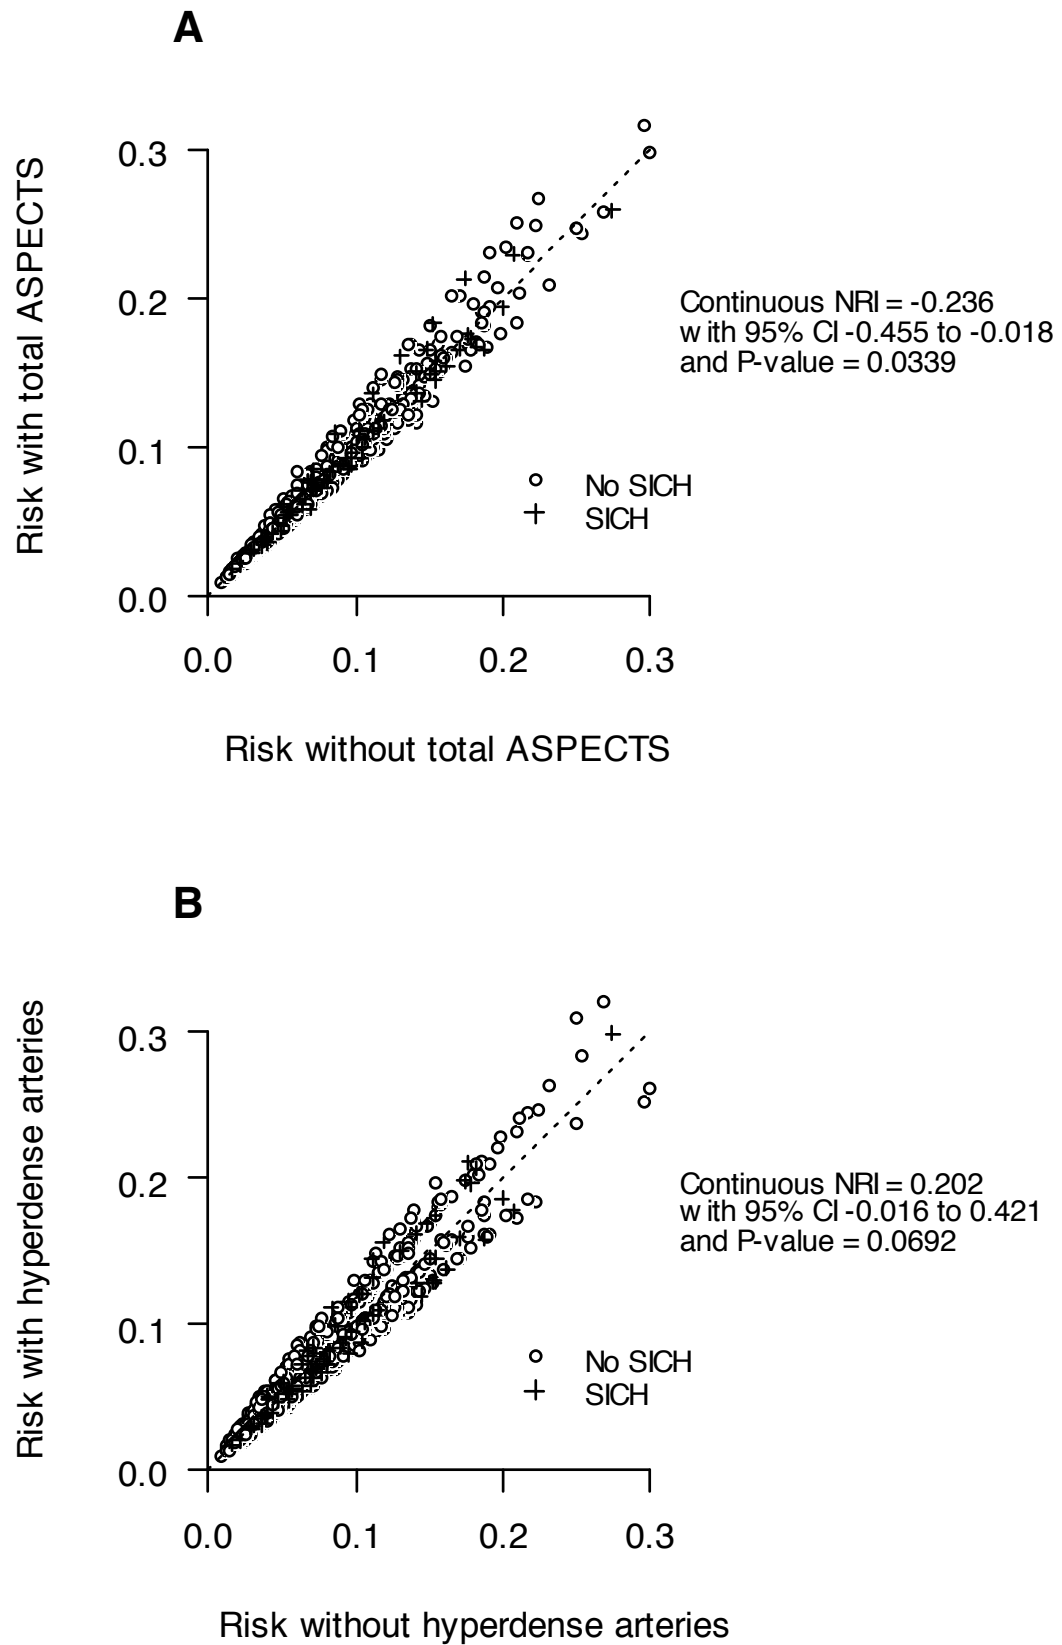 A
Risk with total ASPECTS
0.3
0.2
0.1
0.0
Continuous NRI = -0.236
with 95% CI -0.455 to -0.018
and P-value = 0.0339
No SICH
SICH
0.0 0.1 0.2 0.3
Risk without total ASPECTS
B
Risk with hyperdense arteries
0.3
0.2
0.1
0.0
Continuous NRI = 0.202
with 95% CI -0.016 to 0.421
and P-value = 0.0692
No SICH
SICH
0.0 0.1 0.2 0.3
Risk without hyperdense arteries